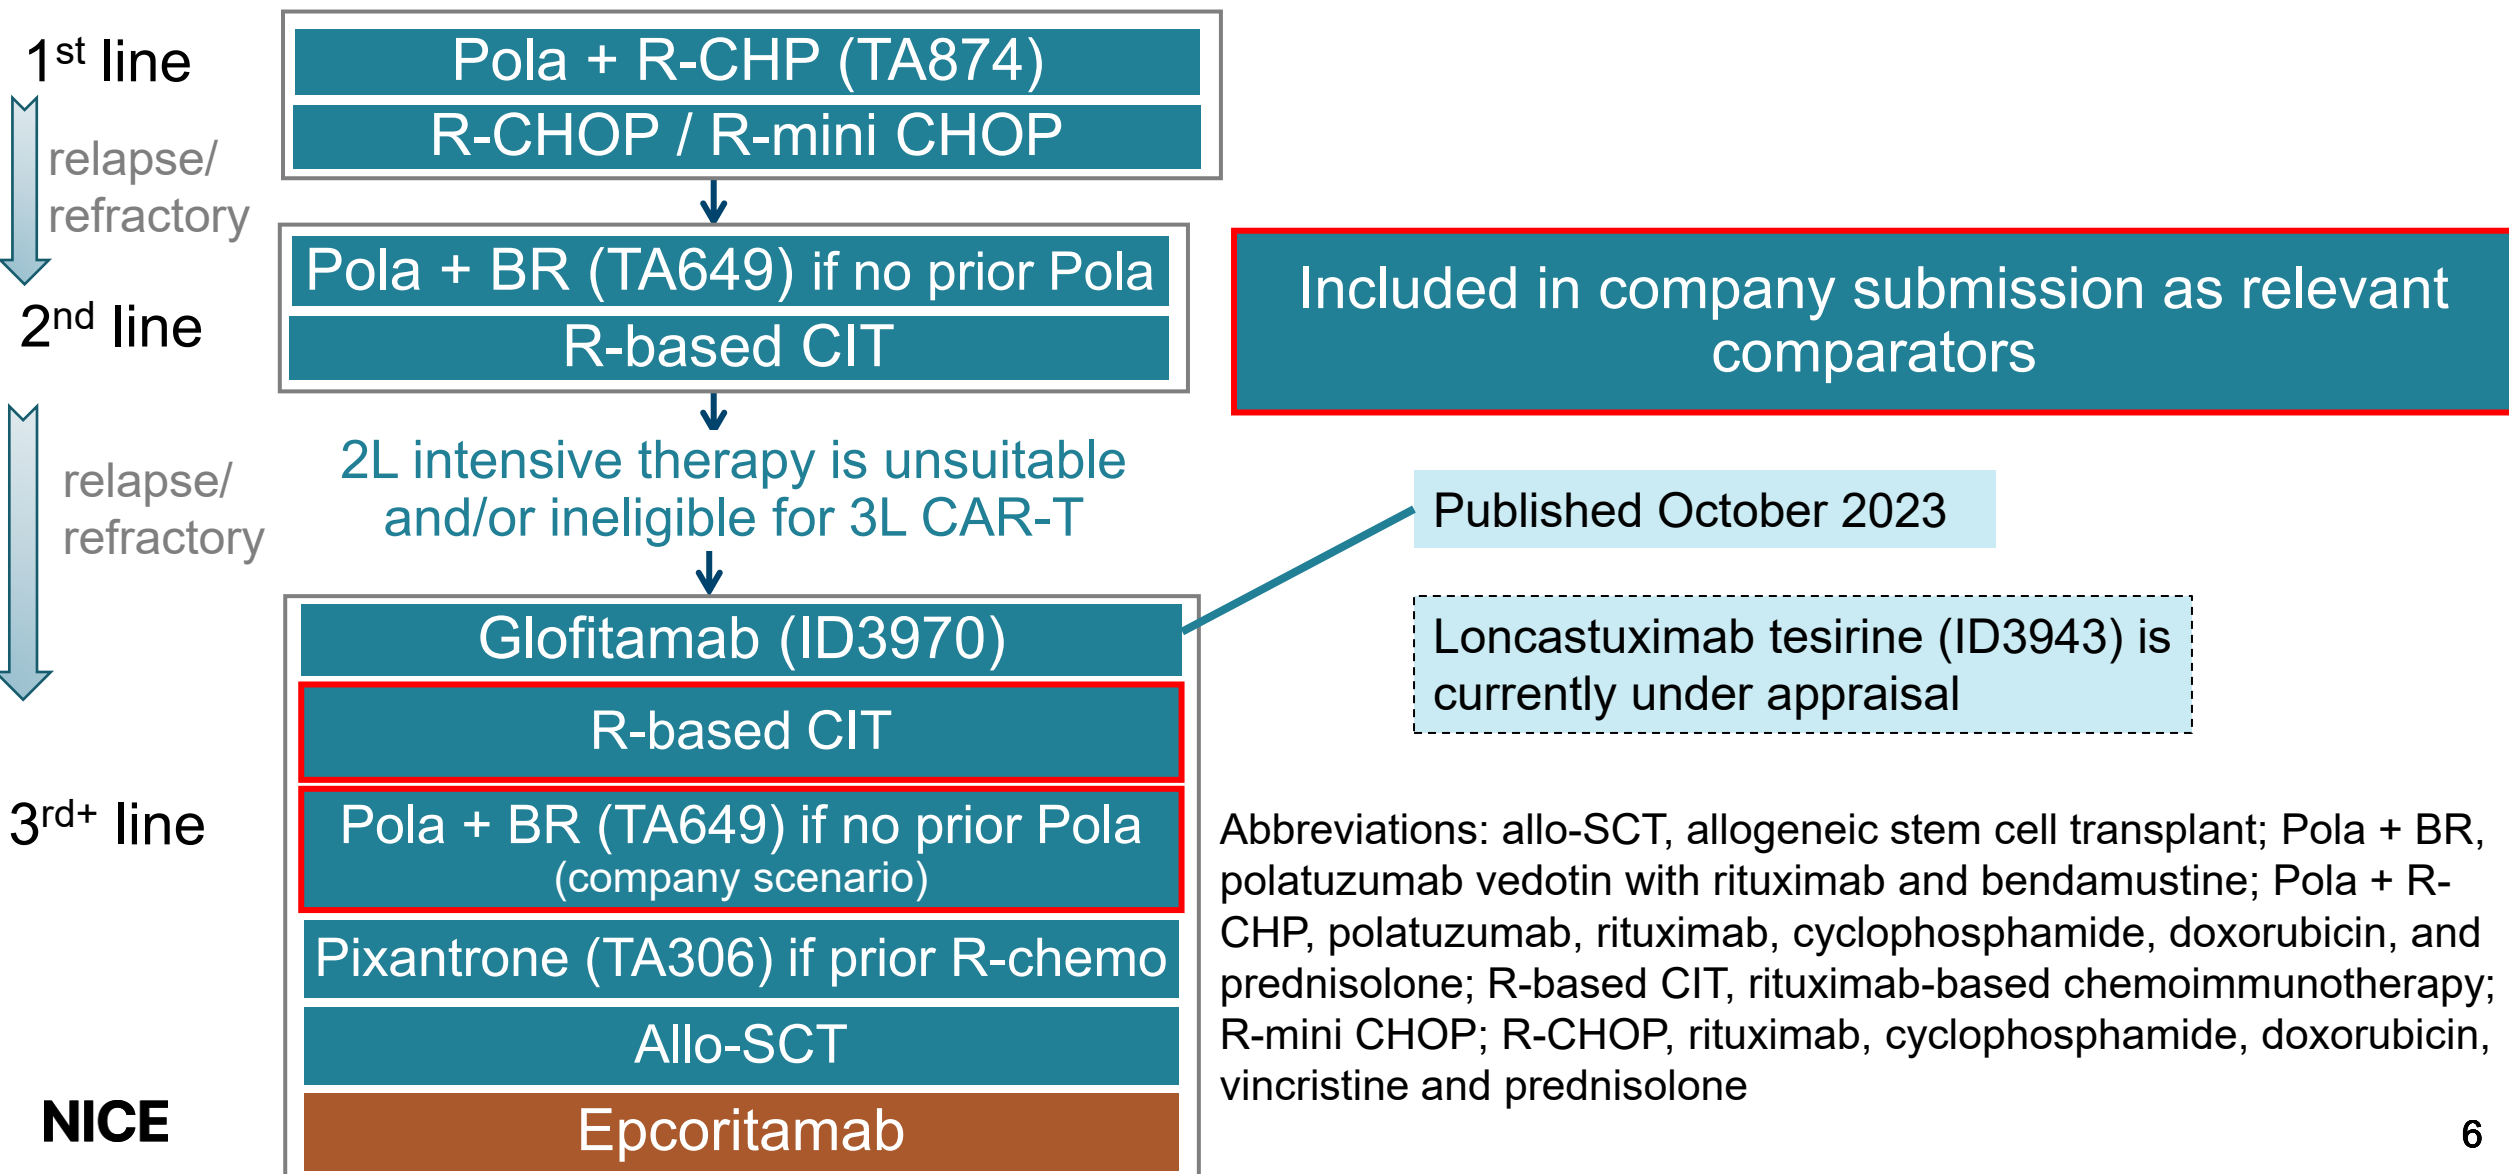 1st line
Pola + R-CHP (TA874)
R-CHOP / R-mini CHOP
relapse/
refractory
2nd line
Pola + BR (TA649) if no prior Pola
R-based CIT
Included in company submission as relevant
comparators
relapse/
refractory
2L intensive therapy is unsuitable
and/or ineligible for 3L CAR-T
Published October 2023
Loncastuximab tesirine (ID3943) is
currently under appraisal
3rd+ line
Glofitamab (ID3970)
R-based CIT
Pola + BR (TA649) if no prior Pola
(company scenario)
Pixantrone (TA306) if prior R-chemo
Allo-SCT
Epcoritamab
Abbreviations: allo-SCT, allogeneic stem cell transplant; Pola + BR,
polatuzumab vedotin with rituximab and bendamustine; Pola + R-
CHP, polatuzumab, rituximab, cyclophosphamide, doxorubicin, and
prednisolone; R-based CIT, rituximab-based chemoimmunotherapy;
R-mini CHOP; R-CHOP, rituximab, cyclophosphamide, doxorubicin,
vincristine and prednisolone
NICE
6